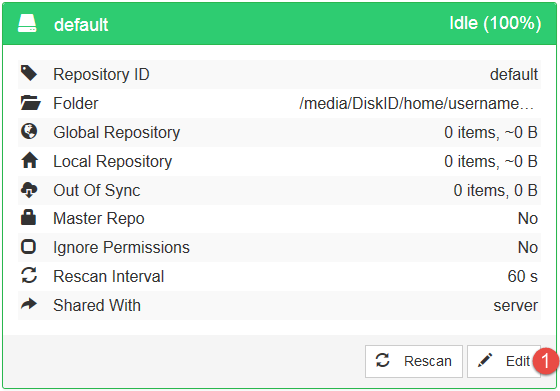 default Idle (100%)
Repository ID default
Folder /media/DiskID/home/username...
Global Repository 0 items, ~0 B
Local Repository 0 items, ~0 B
Out Of Sync 0 items, 0 B
Master Repo No
Ignore Permissions No
Rescan Interval 60 s
Shared With server
Rescan Edit 1